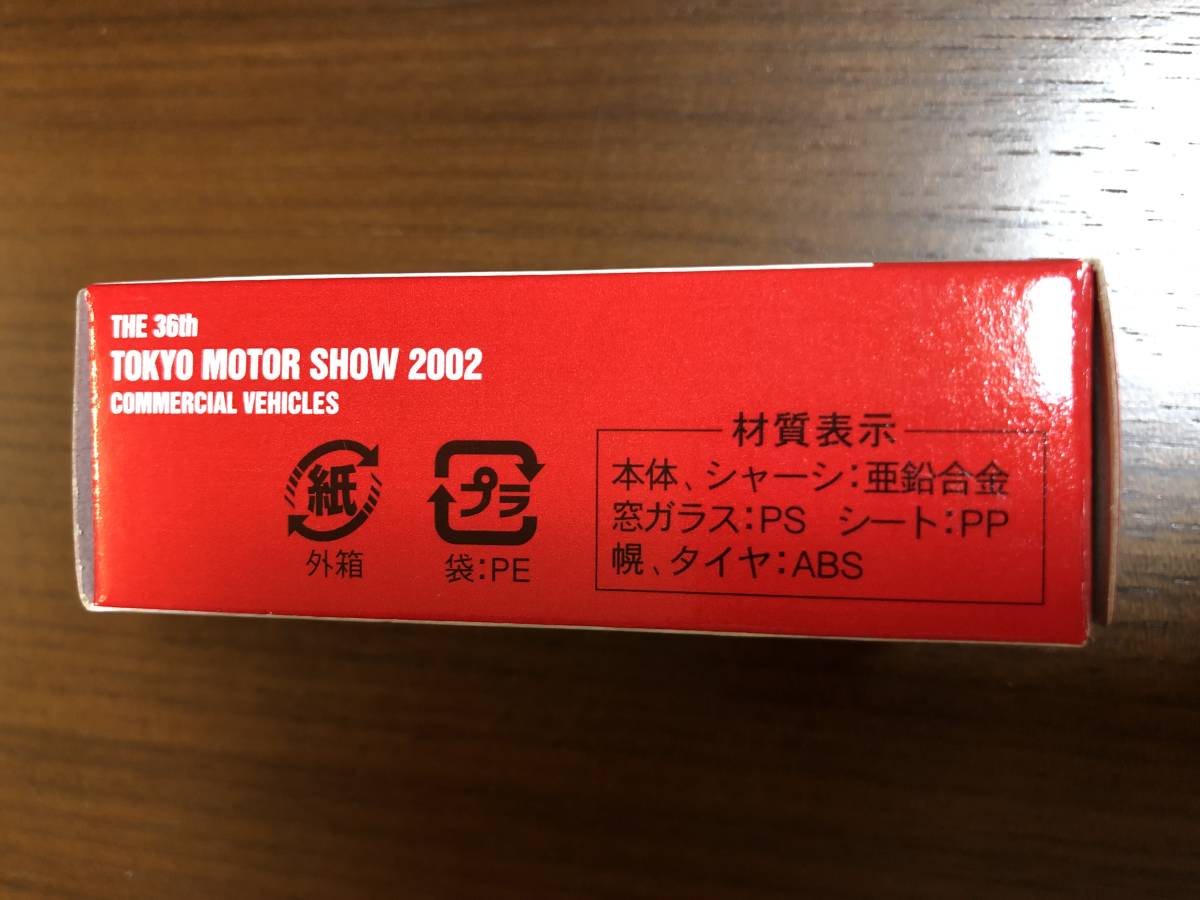 THE 36th
TOKYO MOTOR SHOW 2002
COMMERCIAL VEHICLES
紙
外箱
プラ
袋:PE
材質表示
本体、シャーシ:亜鉛合金
窓ガラス:PS　シート:PP
幌、タイヤ:ABS